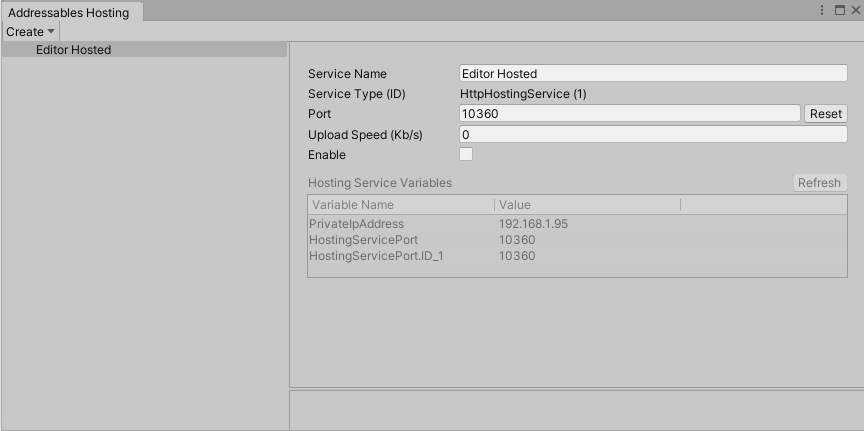 Addressables Hosting
Create
Editor Hosted
Service Name Editor Hosted
Service Type (ID) HttpHostingService (1)
Port 10360 Reset
Upload Speed (Kb/s) 0
Enable
Hosting Service Variables Refresh
Variable Name Value
PrivateIpAddress 192.168.1.95
HostingServicePort 10360
HostingServicePort.ID_1 10360